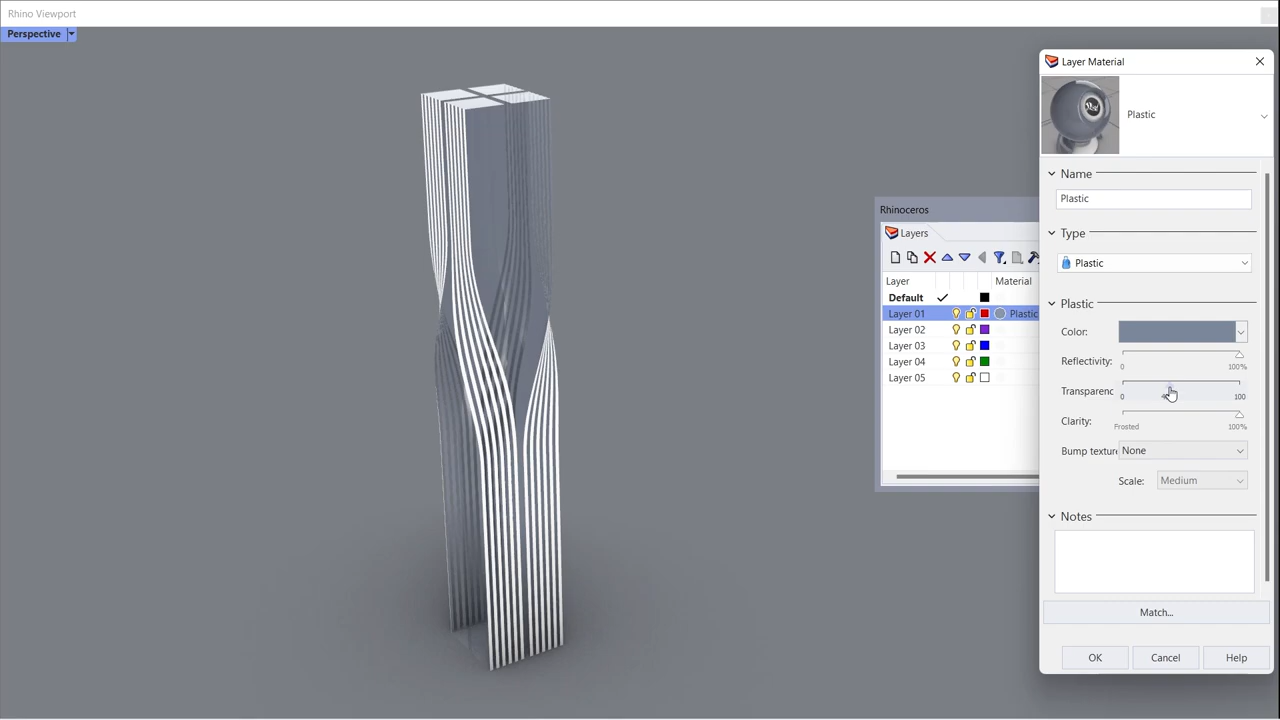 Rhino Viewport
Perspective
Layer Material
Plastic
Name
Plastic
Type
Plastic
Plastic
Color:
Reflectivity:
0 100%
Transparenc
0 100
Clarity:
Frosted 100%
Bump texture None
Scale: Medium
Notes
Match...
OK Cancel Help
Rhinoceros
Layers
Layer Material
Default
Layer 01 Plastic
Layer 02
Layer 03
Layer 04
Layer 05